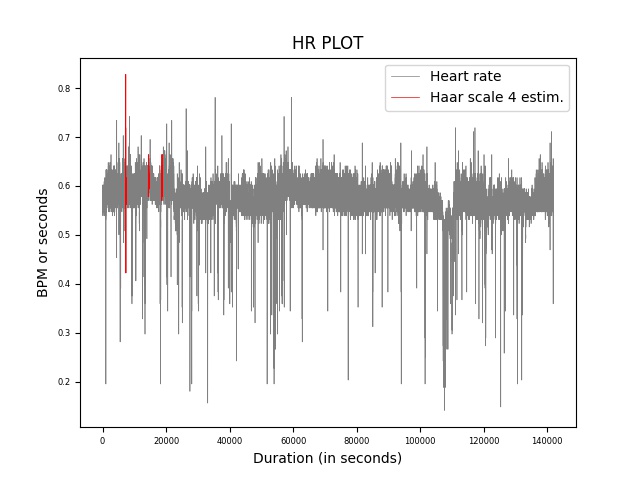 HR PLOT
Heart rate
Haar scale 4 estim.
0.8
0.7
0.6
0.5
0.4
0.3
0.2
BPM or seconds
0 20000 40000 60000 80000 100000 120000 140000
Duration (in seconds)